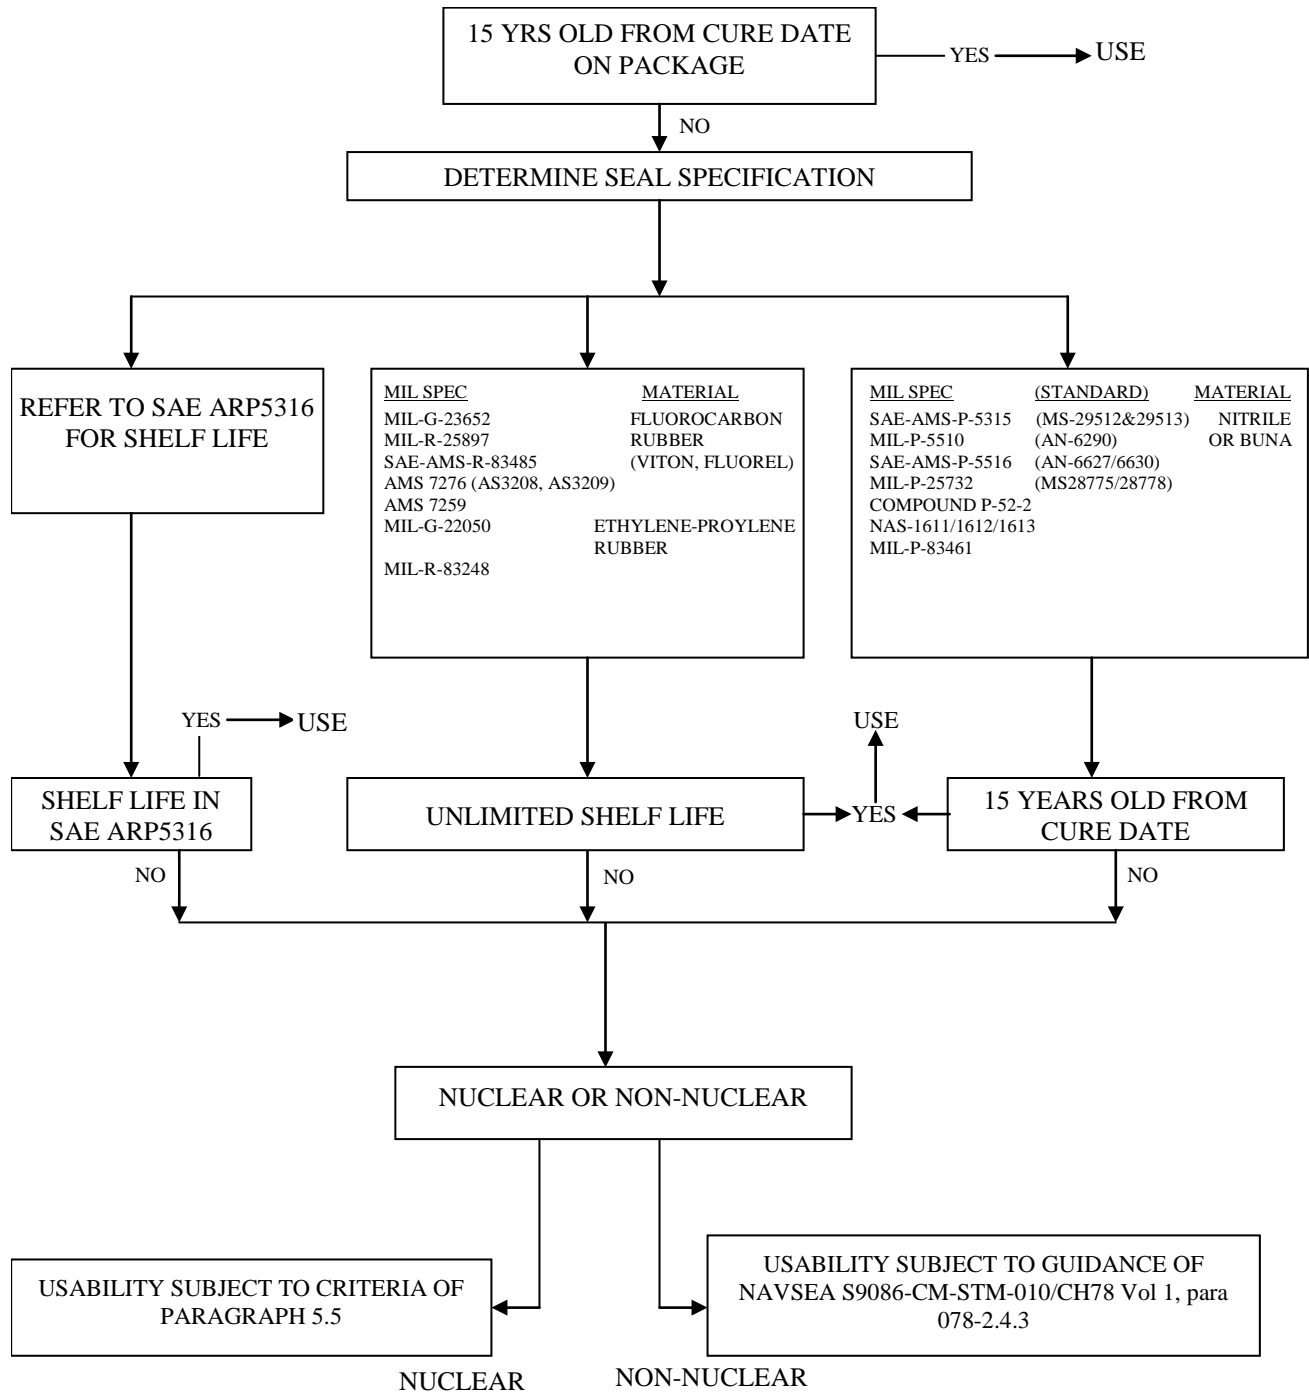 15 YRS OLD FROM CURE DATE
ON PACKAGE
YES
USE
NO
DETERMINE SEAL SPECIFICATION
REFER TO SAE ARP5316
FOR SHELF LIFE
MIL SPEC MATERIAL
MIL-G-23652 FLUOROCARBON
MIL-R-25897 RUBBER
SAE-AMS-R-83485 (VITON, FLUOREL)
AMS 7276 (AS3208, AS3209)
AMS 7259
MIL-G-22050 ETHYLENE-PROYLENE
RUBBER
MIL-R-83248
MIL SPEC (STANDARD) MATERIAL
SAE-AMS-P-5315 (MS-29512&29513) NITRILE
MIL-P-5510 (AN-6290) OR BUNA
SAE-AMS-P-5516 (AN-6627/6630)
MIL-P-25732 (MS28775/28778)
COMPOUND P-52-2
NAS-1611/1612/1613
MIL-P-83461
YES
USE
USE
SHELF LIFE IN
SAE ARP5316
UNLIMITED SHELF LIFE
YES
15 YEARS OLD FROM
CURE DATE
NO
NO
NO
NUCLEAR OR NON-NUCLEAR
USABILITY SUBJECT TO CRITERIA OF
PARAGRAPH 5.5
USABILITY SUBJECT TO GUIDANCE OF
NAVSEA S9086-CM-STM-010/CH78 Vol 1, para
078-2.4.3
NUCLEAR
NON-NUCLEAR